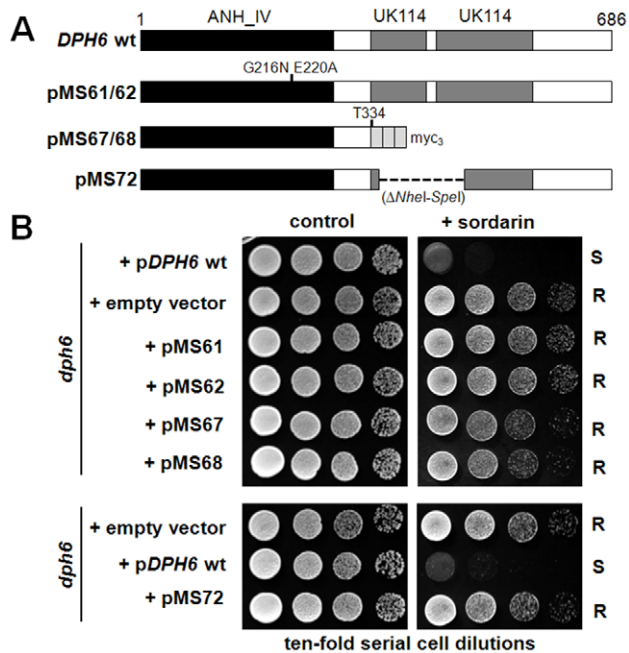 A
1 ANH_IV UK114 UK114 686
DPH6 wt
G216N E220A
pMS61/62
T334
pMS67/68 myc3
pMS72
(ΔNheI-SpeI)
B
control + sordarin
dph6
+ pDPH6 wt S
+ empty vector R
+ pMS61 R
+ pMS62 R
+ pMS67 R
+ pMS68 R
dph6
+ empty vector R
+ pDPH6 wt S
+ pMS72 R
ten-fold serial cell dilutions